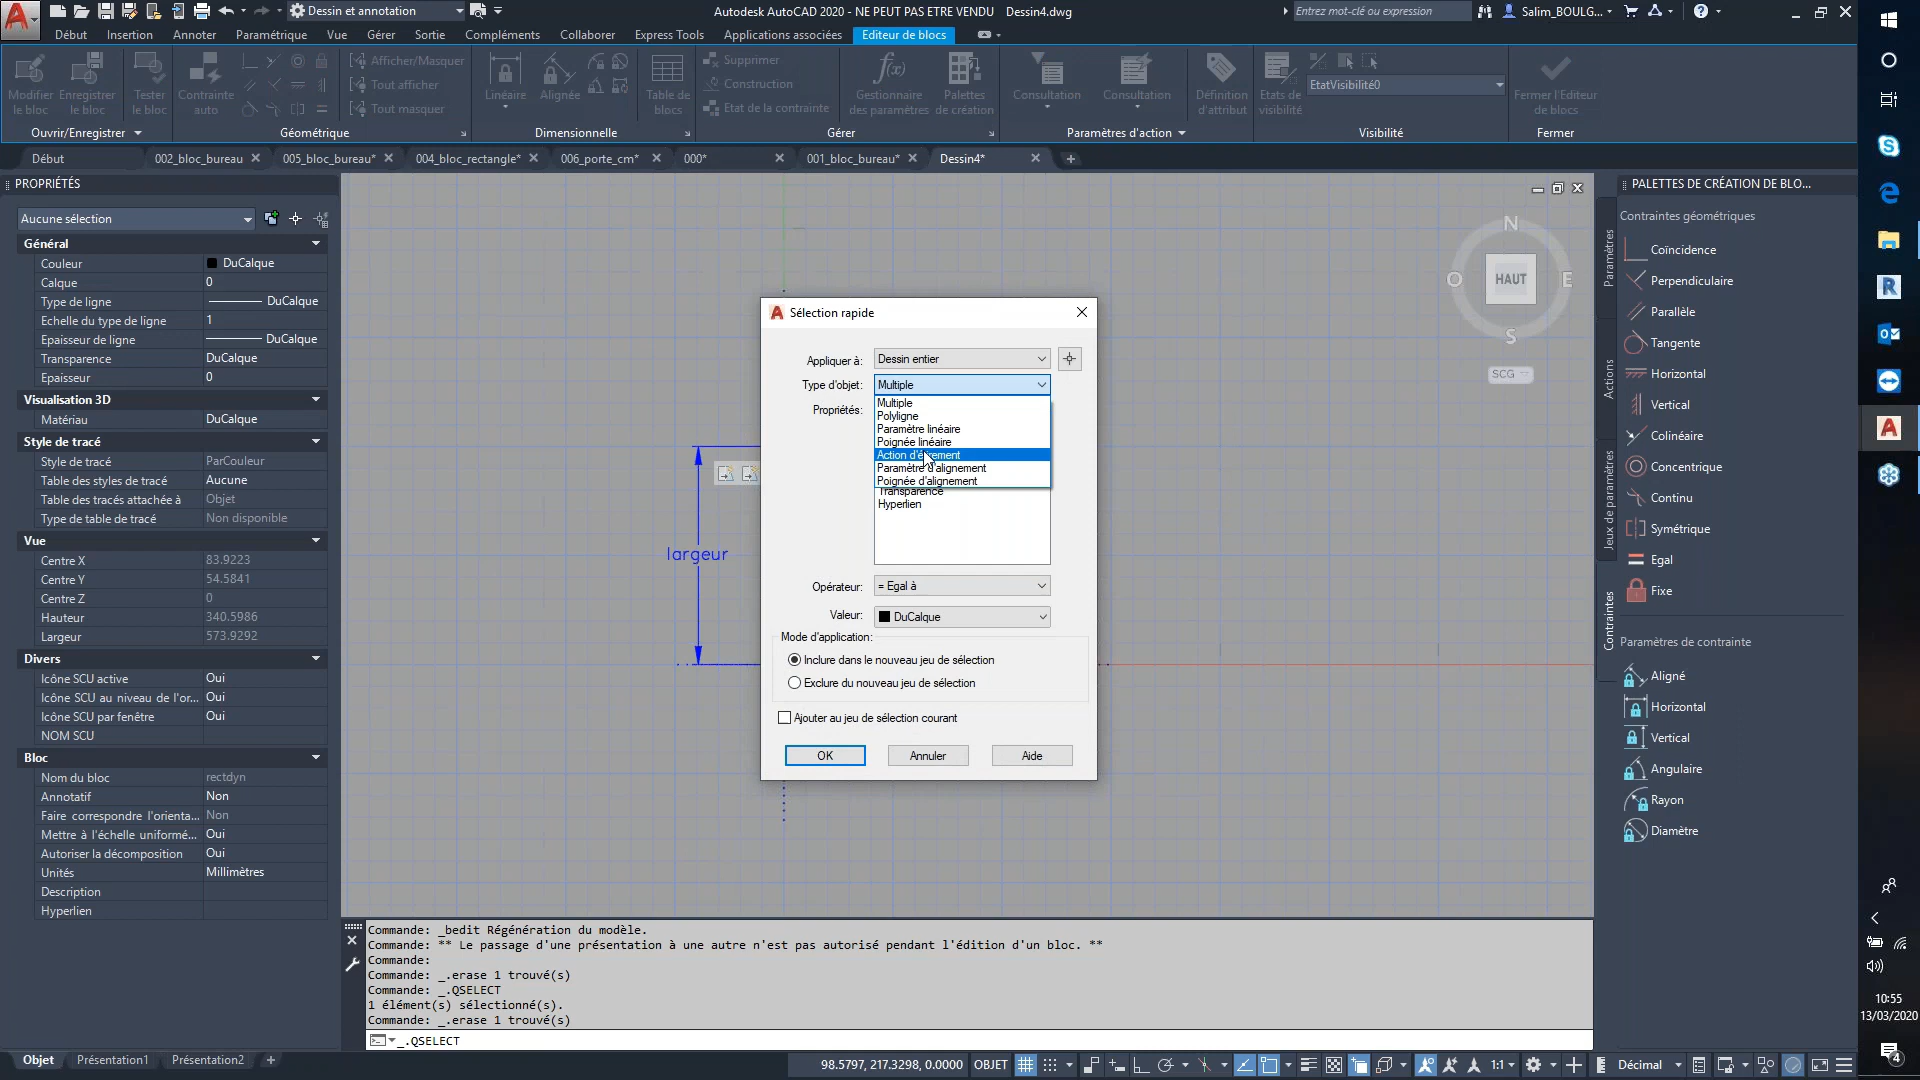 Dessin et annotation
Autodesk AutoCAD 2020 - NE PEUT PAS ETRE VENDU Dessin4.dwg
Entrez mot-clé ou expression
Salim_BOULG...
Début Insertion Annoter Paramétrique Vue Gérer Sortie Compléments Collaborer Express Tools Applications associées Editeur de blocs
Modifier le bloc
Enregistrer le bloc
Tester le bloc
Contrainte auto
Afficher/Masquer
Tout afficher
Tout masquer
Linéaire
Alignée
Table de blocs
Supprimer
Construction
Etat de la contrainte
Gestionnaire des paramètres
Palettes de création
Consultation
Consultation
Définition d'attribut
Etats de visibilité
EtatVisibilité0
Fermer l'Editeur de blocs
Ouvrir/Enregistrer Géométrique Dimensionnelle Gérer Paramètres d'action Visibilité Fermer
Début 002_bloc_bureau 005_bloc_bureau* 004_bloc_rectangle* 006_porte_cm* 000* 001_bloc_bureau* Dessin4*
PROPRIÉTÉS
Aucune sélection
Général
Couleur DuCalque
Calque 0
Type de ligne DuCalque
Echelle du type de ligne 1
Epaisseur de ligne DuCalque
Transparence DuCalque
Epaisseur 0
Visualisation 3D
Matériau DuCalque
Style de tracé
Style de tracé ParCouleur
Table des styles de tracé Aucune
Table des tracés attachée à Objet
Type de table de tracé Non disponible
Vue
Centre X 83.9223
Centre Y 54.5841
Centre Z 0
Hauteur 340.5986
Largeur 573.9292
Divers
Icône SCU active Oui
Icône SCU au niveau de l'or... Oui
Icône SCU par fenêtre Oui
NOM SCU
Bloc
Nom du bloc rectdyn
Annotatif Non
Faire correspondre l'orienta... Non
Mettre à l'échelle uniformé... Oui
Autoriser la décomposition Oui
Unités Millimètres
Description
Hyperlien
largeur
Sélection rapide
Appliquer à: Dessin entier
Type d'objet: Multiple
Propriétés:
Multiple
Polyligne
Paramètre linéaire
Poignée linéaire
Action d'étirement
Paramètre d'alignement
Poignée d'alignement
Transparence
Hyperlien
Opérateur: = Egal à
Valeur: DuCalque
Mode d'application:
Inclure dans le nouveau jeu de sélection
Exclure du nouveau jeu de sélection
Ajouter au jeu de sélection courant
OK Annuler Aide
N
O HAUT E
S
SCG
PALETTES DE CRÉATION DE BLO...
Paramètres
Actions
Jeux de paramètres
Contraintes
Contraintes géométriques
Coïncidence
Perpendiculaire
Parallèle
Tangente
Horizontal
Vertical
Colinéaire
Concentrique
Continu
Symétrique
Egal
Fixe
Paramètres de contrainte
Aligné
Horizontal
Vertical
Angulaire
Rayon
Diamètre
Commande: _bedit Régénération du modèle.
Commande: ** Le passage d'une présentation à une autre n'est pas autorisé pendant l'édition d'un bloc. **
Commande:
Commande: _.erase 1 trouvé(s)
Commande: _.QSELECT
1 élément(s) sélectionné(s).
Commande: _.erase 1 trouvé(s)
_.QSELECT
Objet Présentation1 Présentation2
98.5797, 217.3298, 0.0000 OBJET
1:1
Décimal
10:55
13/03/2020
4